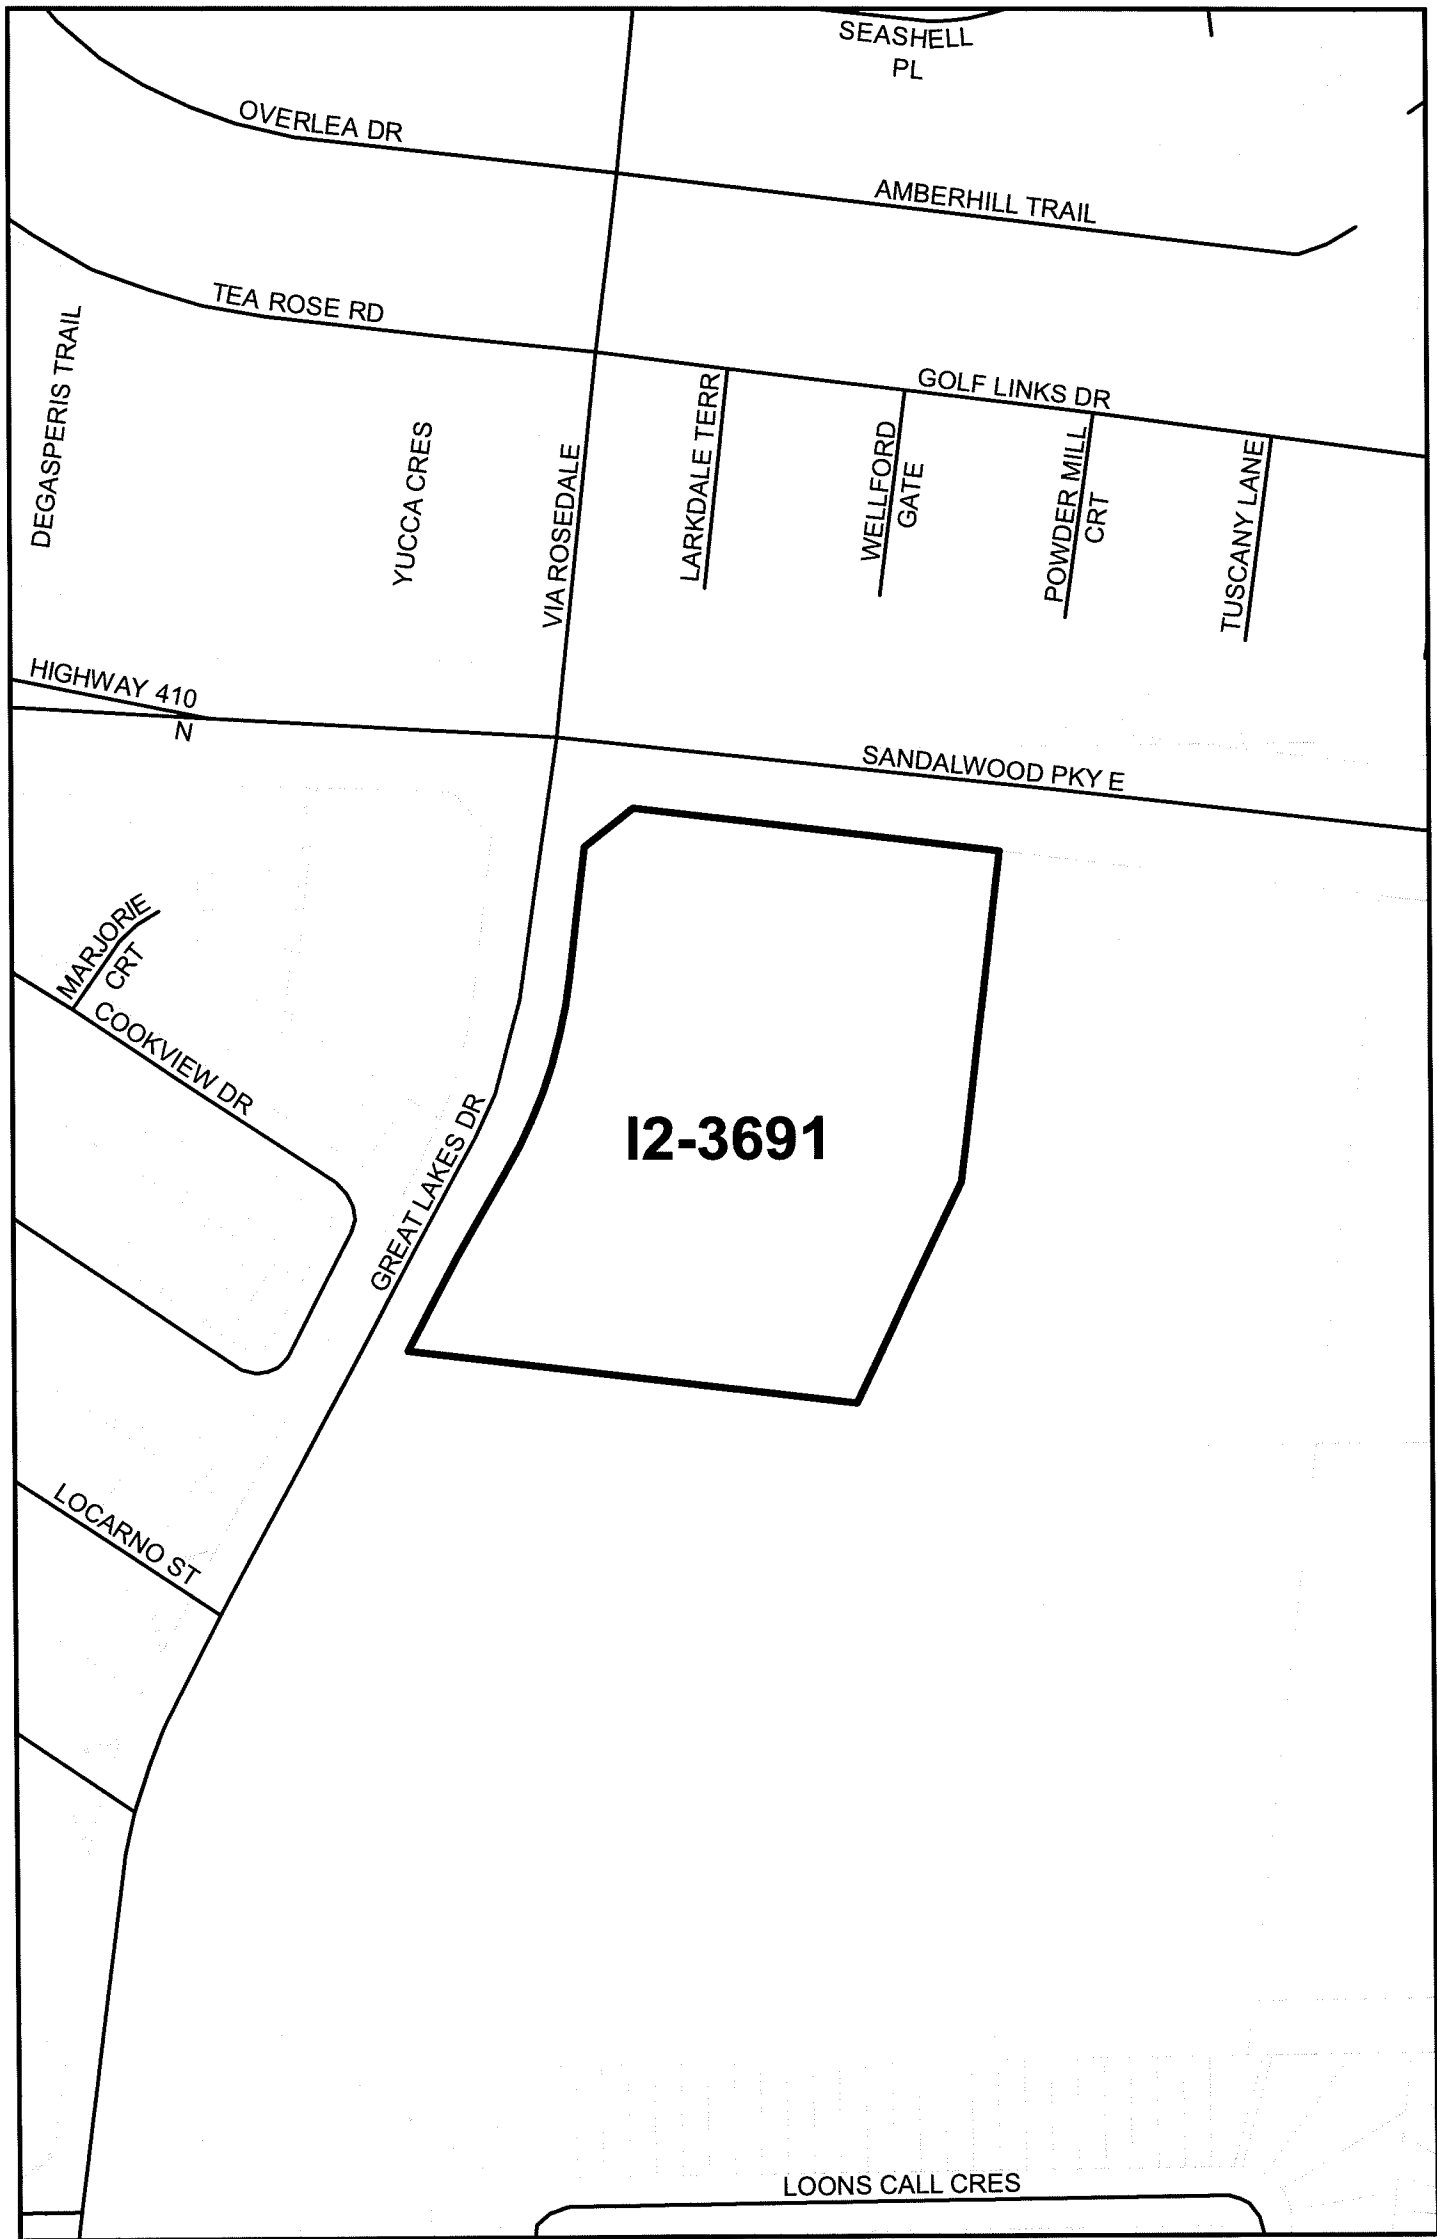 SEASHELL
PL
OVERLEA DR
AMBERHILL TRAIL
TEA ROSE RD
GOLF LINKS DR
DEGASPERIS TRAIL
YUCCA CRES
VIA ROSEDALE
LARKDALE TERR
WELLFORD
GATE
POWDER MILL
CRT
TUSCANY LANE
HIGHWAY 410
N
SANDALWOOD PKY E
MARJORIE
CRT
COOKVIEW DR
GREAT LAKES DR
I2-3691
LOCARNO ST
LOONS CALL CRES